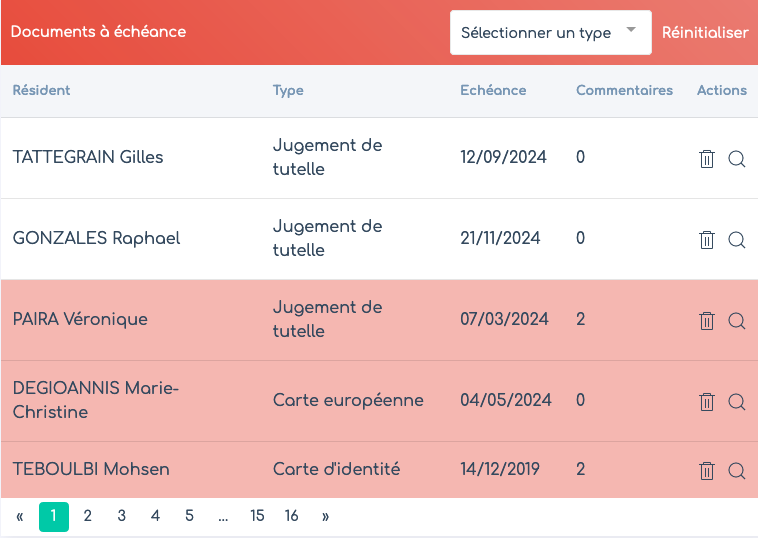 Documents à échéance Sélectionner un type Réinitialiser
Résident Type Echéance Commentaires Actions
TATTEGRAIN Gilles Jugement de tutelle 12/09/2024 0
GONZALES Raphael Jugement de tutelle 21/11/2024 0
PAIRA Véronique Jugement de tutelle 07/03/2024 2
DEGIOANNIS Marie-Christine Carte européenne 04/05/2024 0
TEBOULBI Mohsen Carte d'identité 14/12/2019 2
« 1 2 3 4 5 ... 15 16 »